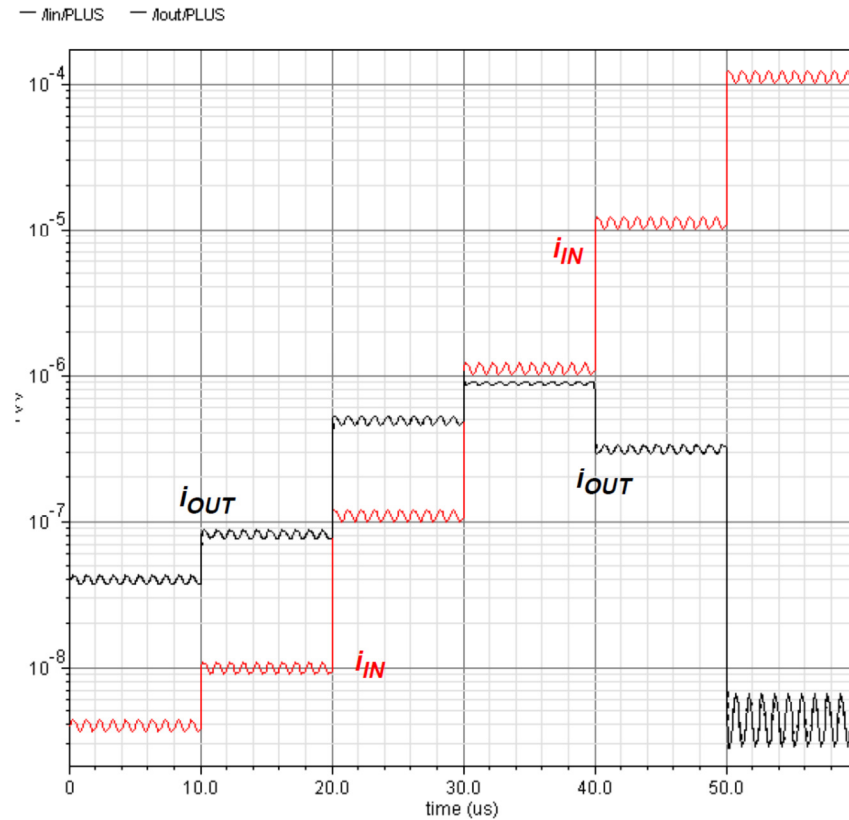 — /Iin/PLUS — /Iout/PLUS
10⁻⁴
10⁻⁵
i_IN
10⁻⁶
i_OUT
i_OUT
10⁻⁷
i_IN
10⁻⁸
0 10.0 20.0 30.0 40.0 50.0
time (us)